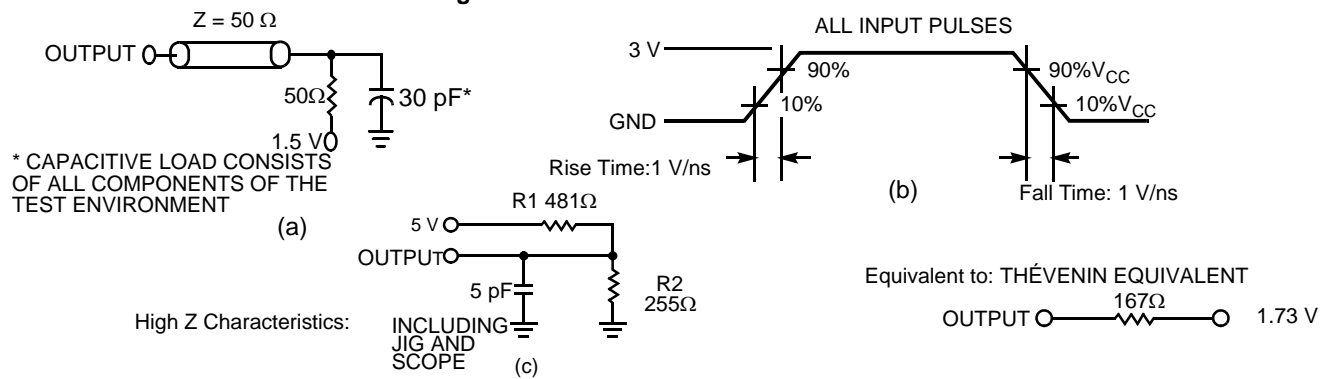 Z = 50 Ω
OUTPUT
50Ω
30 pF*
1.5 V
* CAPACITIVE LOAD CONSISTS
OF ALL COMPONENTS OF THE
TEST ENVIRONMENT
(a)
ALL INPUT PULSES
3 V
90%
10%
GND
90%VCC
10%VCC
Rise Time:1 V/ns
(b)
Fall Time: 1 V/ns
R1 481Ω
5 V
OUTPUT
5 pF
R2
255Ω
High Z Characteristics:
INCLUDING
JIG AND
SCOPE
(c)
Equivalent to: THÉVENIN EQUIVALENT
167Ω
OUTPUT
1.73 V